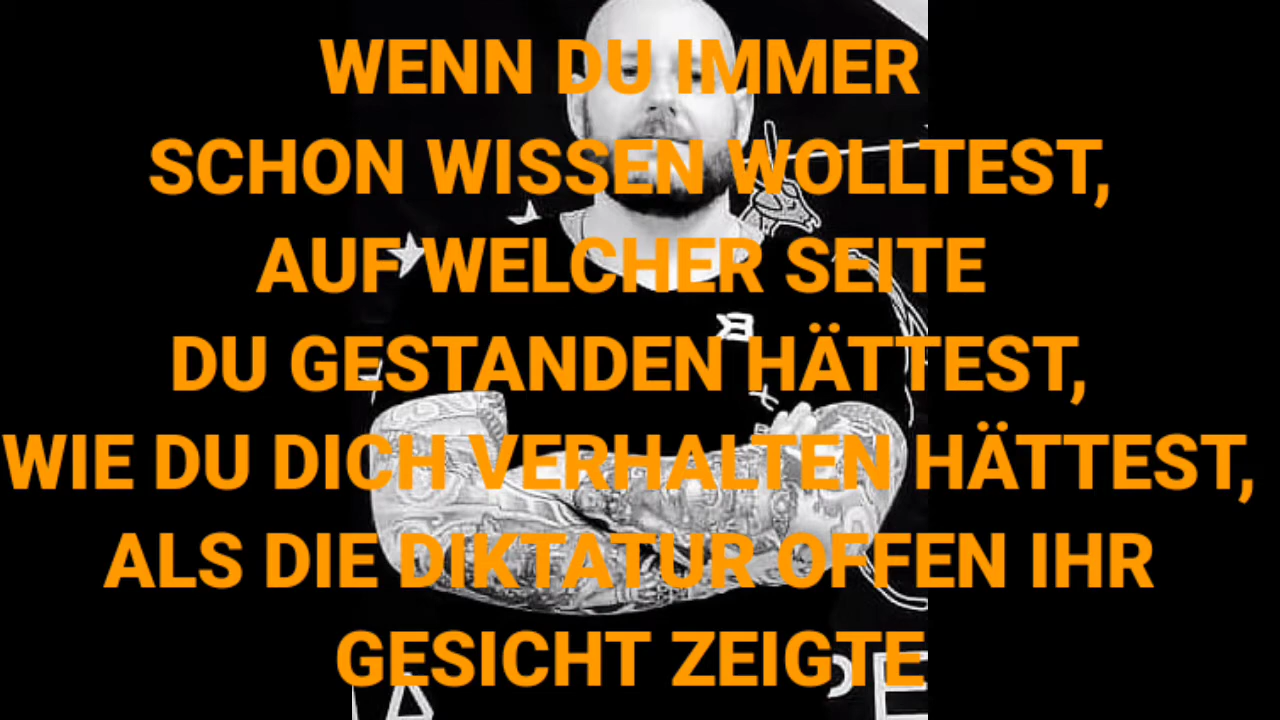 WENN DU IMMER
SCHON WISSEN WOLLTEST,
AUF WELCHER SEITE
DU GESTANDEN HÄTTEST,
WIE DU DICH VERHALTEN HÄTTEST,
ALS DIE DIKTATUR OFFEN IHR
GESICHT ZEIGTE